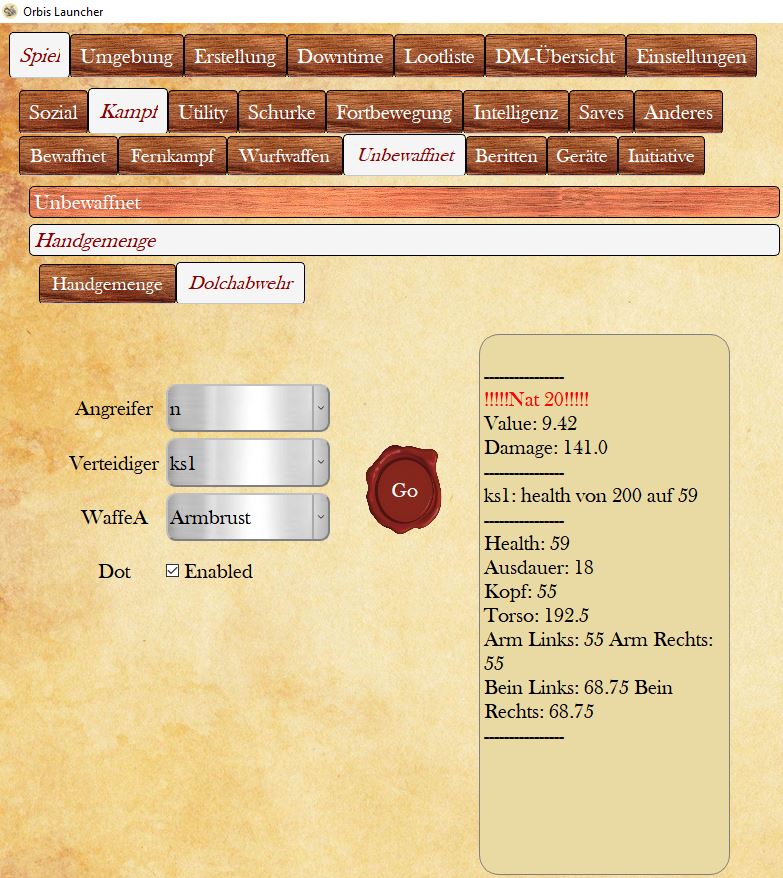 Orbis Launcher
Spiel Umgebung Erstellung Downtime Lootliste DM-Übersicht Einstellungen
Sozial Kampf Utility Schurke Fortbewegung Intelligenz Saves Anderes
Bewaffnet Fernkampf Wurfwaffen Unbewaffnet Beritten Geräte Initiative
Unbewaffnet
Handgemenge
Handgemenge Dolchabwehr
Angreifer n
Verteidiger ks1
WaffeA Armbrust
Dot Enabled
Go
----------------
!!!!!Nat 20!!!!!
Value: 9.42
Damage: 141.0
----------------
ks1: health von 200 auf 59
----------------
Health: 59
Ausdauer: 18
Kopf: 55
Torso: 192.5
Arm Links: 55 Arm Rechts:
55
Bein Links: 68.75 Bein
Rechts: 68.75
----------------